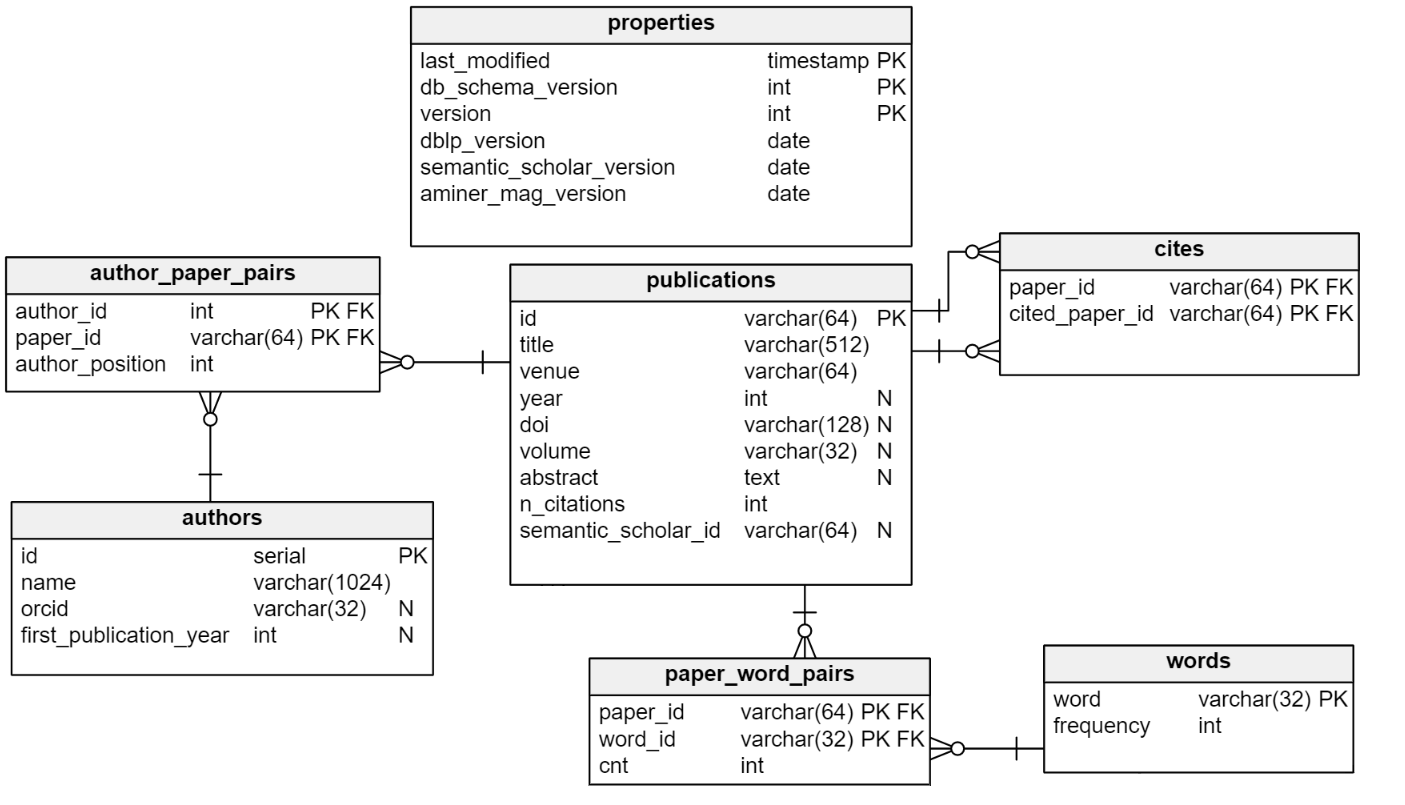 properties
last_modified timestamp PK
db_schema_version int PK
version int PK
dblp_version date
semantic_scholar_version date
aminer_mag_version date
author_paper_pairs
author_id int PK FK
paper_id varchar(64) PK FK
author_position int
publications
id varchar(64) PK
title varchar(512)
venue varchar(64)
year int N
doi varchar(128) N
volume varchar(32) N
abstract text N
n_citations int
semantic_scholar_id varchar(64) N
cites
paper_id varchar(64) PK FK
cited_paper_id varchar(64) PK FK
authors
id serial PK
name varchar(1024)
orcid varchar(32) N
first_publication_year int N
paper_word_pairs
paper_id varchar(64) PK FK
word_id varchar(32) PK FK
cnt int
words
word varchar(32) PK
frequency int